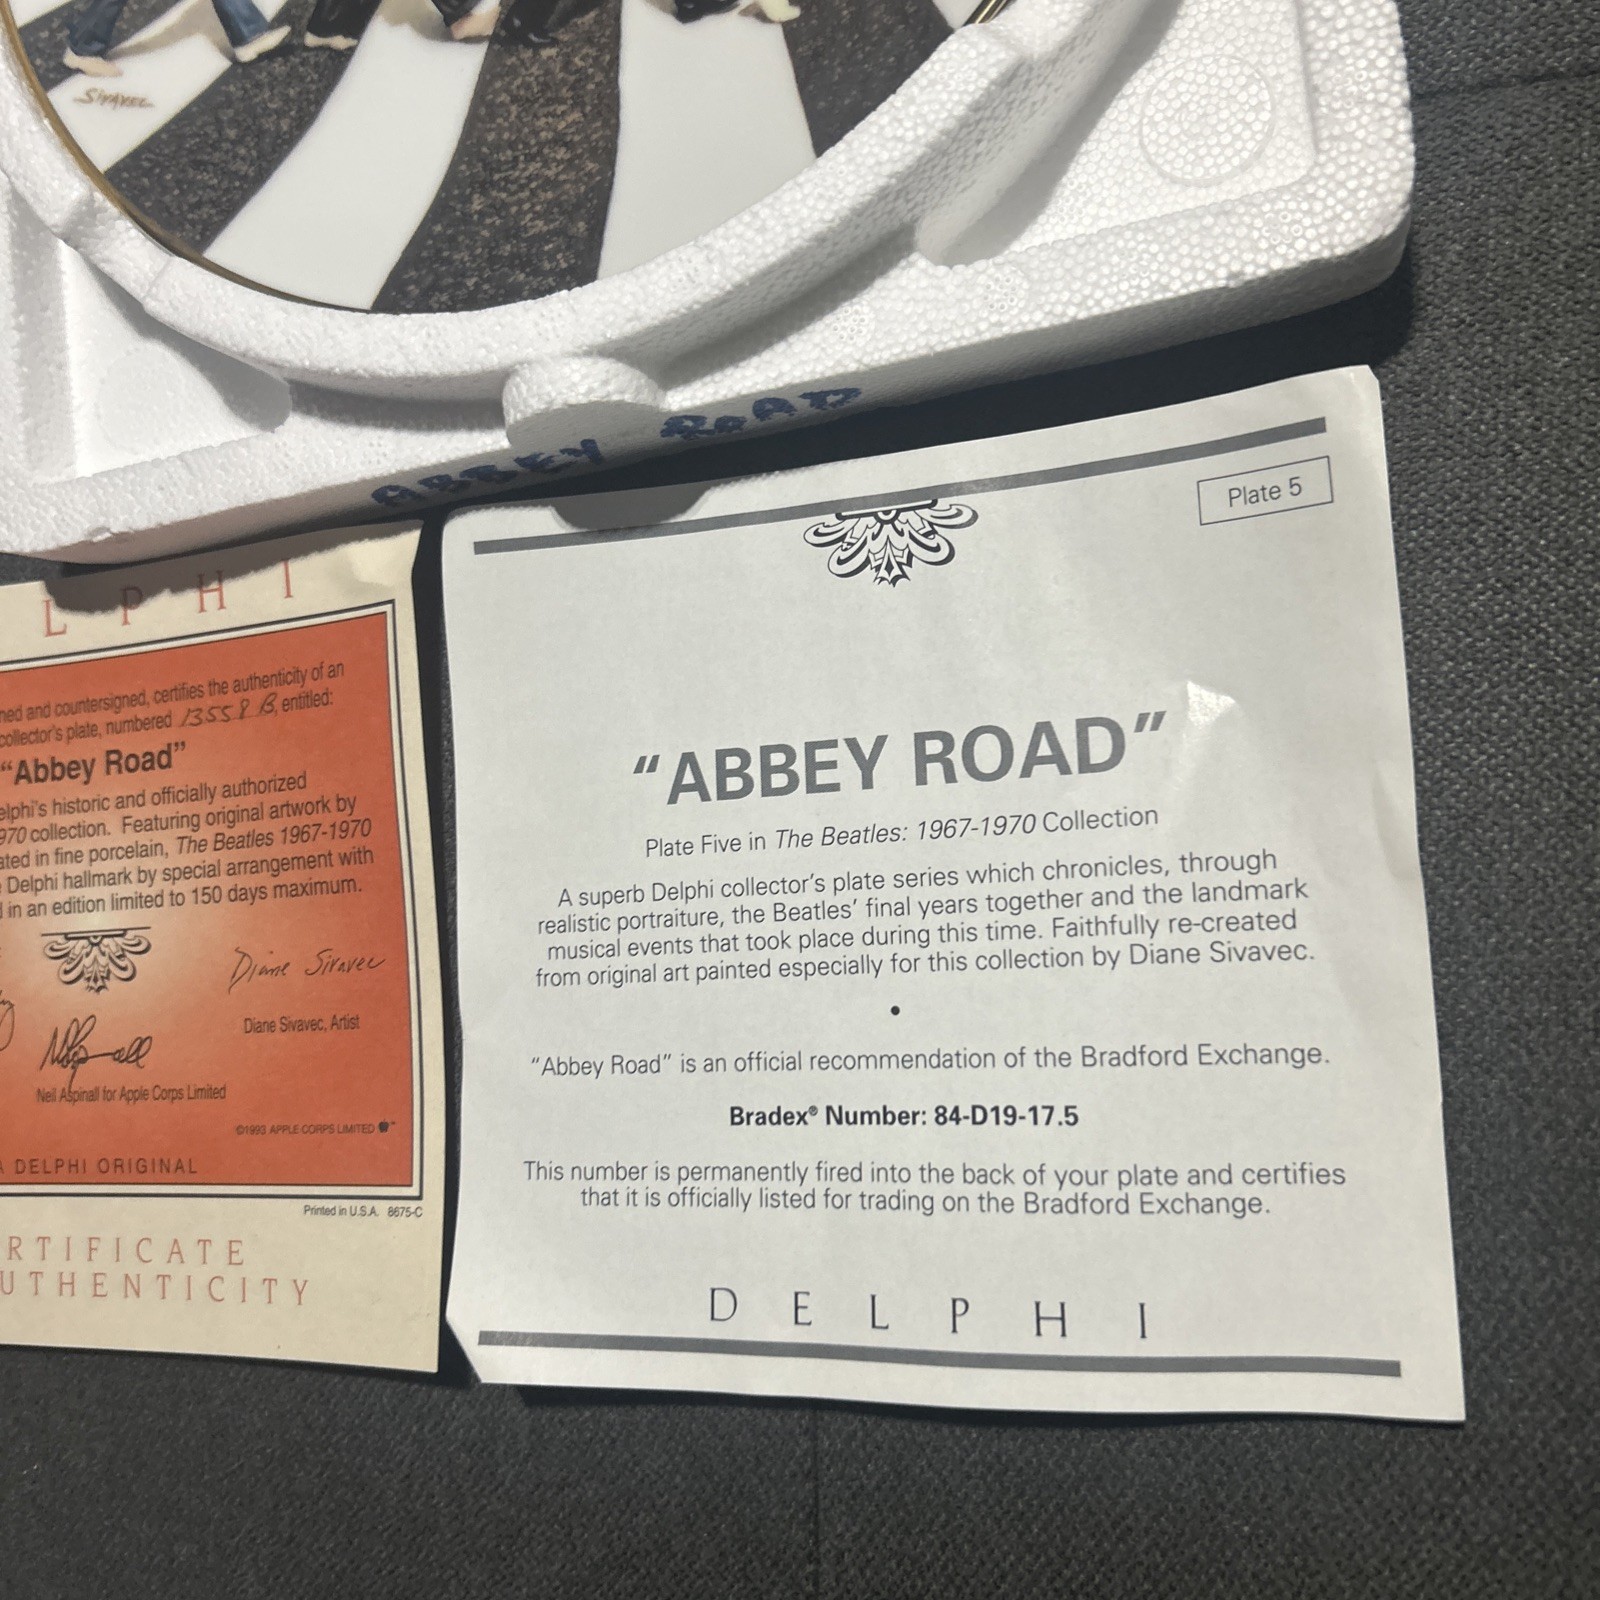 SIVAVEC
ABBEY ROAD
L P H I
ned and countersigned, certifies the authenticity of an
collector's plate, numbered 13558 B, entitled:
"Abbey Road"
elphi's historic and officially authorized
970 collection. Featuring original artwork by
ated in fine porcelain, The Beatles 1967-1970
Delphi hallmark by special arrangement with
in an edition limited to 150 days maximum.
Diane Sivavec
Diane Sivavec, Artist
Neil Aspinall for Apple Corps Limited
©1993 APPLE CORPS LIMITED
A DELPHI ORIGINAL
Printed in U.S.A. 8675-C
RTIFICATE
UTHENTICITY
Plate 5
"ABBEY ROAD"
Plate Five in The Beatles: 1967-1970 Collection
A superb Delphi collector's plate series which chronicles, through
realistic portraiture, the Beatles' final years together and the landmark
musical events that took place during this time. Faithfully re-created
from original art painted especially for this collection by Diane Sivavec.
•
"Abbey Road" is an official recommendation of the Bradford Exchange.
Bradex® Number: 84-D19-17.5
This number is permanently fired into the back of your plate and certifies
that it is officially listed for trading on the Bradford Exchange.
D E L P H I